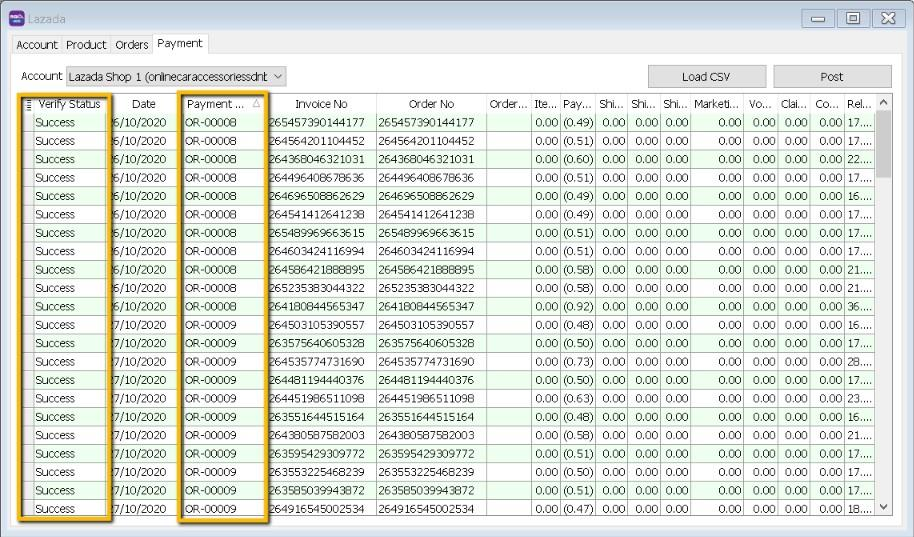 Lazada
Account Product Orders Payment
Account Lazada Shop 1 (onlinecaraccessoriessdnt Load CSV Post
Verify Status Date Payment ... Invoice No Order No Order... Ite... Pay... Shi... Shi... Shi... Marketi... Vo... Clai... Co... Rel...
Success 26/10/2020 OR-00008 265457390144177 265457390144177 0.00 (0.49) 0.00 0.00 0.00 0.00 0.00 0.00 0.00 17....
Success 26/10/2020 OR-00008 264564201104452 264564201104452 0.00 (0.51) 0.00 0.00 0.00 0.00 0.00 0.00 0.00 17....
Success 26/10/2020 OR-00008 264368046321031 264368046321031 0.00 (0.60) 0.00 0.00 0.00 0.00 0.00 0.00 0.00 22....
Success 26/10/2020 OR-00008 264496408678636 264496408678636 0.00 (0.51) 0.00 0.00 0.00 0.00 0.00 0.00 0.00 17....
Success 26/10/2020 OR-00008 264696508862629 264696508862629 0.00 (0.49) 0.00 0.00 0.00 0.00 0.00 0.00 0.00 16....
Success 26/10/2020 OR-00008 264541412641238 264541412641238 0.00 (0.49) 0.00 0.00 0.00 0.00 0.00 0.00 0.00 17....
Success 26/10/2020 OR-00008 265489969663615 265489969663615 0.00 (0.51) 0.00 0.00 0.00 0.00 0.00 0.00 0.00 17....
Success 26/10/2020 OR-00008 264603424116994 264603424116994 0.00 (0.51) 0.00 0.00 0.00 0.00 0.00 0.00 0.00 17....
Success 26/10/2020 OR-00008 264586421888895 264586421888895 0.00 (0.58) 0.00 0.00 0.00 0.00 0.00 0.00 0.00 21....
Success 26/10/2020 OR-00008 265235383044322 265235383044322 0.00 (0.58) 0.00 0.00 0.00 0.00 0.00 0.00 0.00 21....
Success 26/10/2020 OR-00008 264180844565347 264180844565347 0.00 (0.92) 0.00 0.00 0.00 0.00 0.00 0.00 0.00 36....
Success 27/10/2020 OR-00009 264503105390557 264503105390557 0.00 (0.48) 0.00 0.00 0.00 0.00 0.00 0.00 0.00 16....
Success 27/10/2020 OR-00009 263575640605328 263575640605328 0.00 (0.50) 0.00 0.00 0.00 0.00 0.00 0.00 0.00 17....
Success 27/10/2020 OR-00009 264535774731690 264535774731690 0.00 (0.73) 0.00 0.00 0.00 0.00 0.00 0.00 0.00 28....
Success 27/10/2020 OR-00009 264481194440376 264481194440376 0.00 (0.50) 0.00 0.00 0.00 0.00 0.00 0.00 0.00 17....
Success 27/10/2020 OR-00009 264451986511098 264451986511098 0.00 (0.63) 0.00 0.00 0.00 0.00 0.00 0.00 0.00 23....
Success 27/10/2020 OR-00009 263551644515164 263551644515164 0.00 (0.48) 0.00 0.00 0.00 0.00 0.00 0.00 0.00 16....
Success 27/10/2020 OR-00009 264380587582003 264380587582003 0.00 (0.58) 0.00 0.00 0.00 0.00 0.00 0.00 0.00 21....
Success 27/10/2020 OR-00009 263595429309772 263595429309772 0.00 (0.51) 0.00 0.00 0.00 0.00 0.00 0.00 0.00 17....
Success 27/10/2020 OR-00009 263553225468239 263553225468239 0.00 (0.50) 0.00 0.00 0.00 0.00 0.00 0.00 0.00 17....
Success 27/10/2020 OR-00009 263585039943872 263585039943872 0.00 (0.51) 0.00 0.00 0.00 0.00 0.00 0.00 0.00 17....
Success 27/10/2020 OR-00009 264916545002534 264916545002534 0.00 (0.47) 0.00 0.00 0.00 0.00 0.00 0.00 0.00 18....